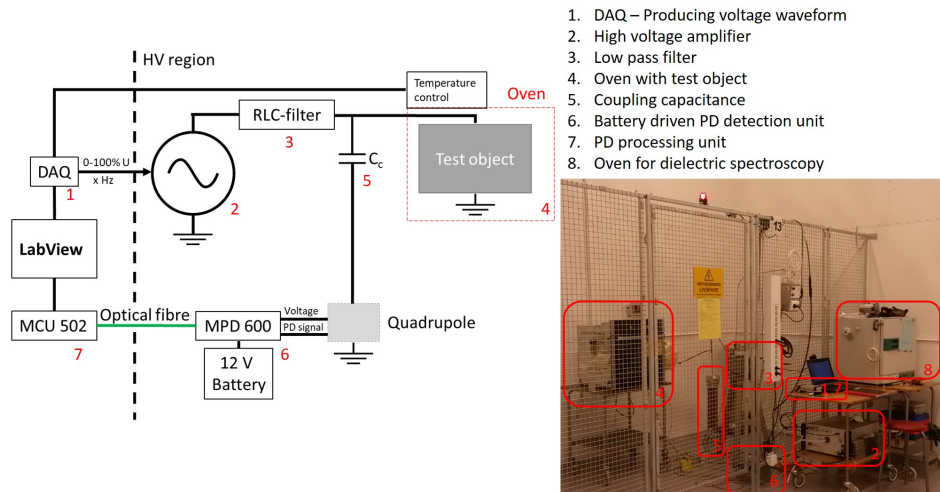 HV region
Temperature
control
Oven
RLC-filter
3
DAQ
1
0-100% U
x Hz
2
Cc
5
Test object
4
LabView
MCU 502
7
Optical fibre
MPD 600
6
Voltage
PD signal
Quadrupole
12 V
Battery
1. DAQ – Producing voltage waveform
2. High voltage amplifier
3. Low pass filter
4. Oven with test object
5. Coupling capacitance
6. Battery driven PD detection unit
7. PD processing unit
8. Oven for dielectric spectroscopy
13
HØYSPENNING
LIVSFARE
4
3
5
6
1
7
8
2